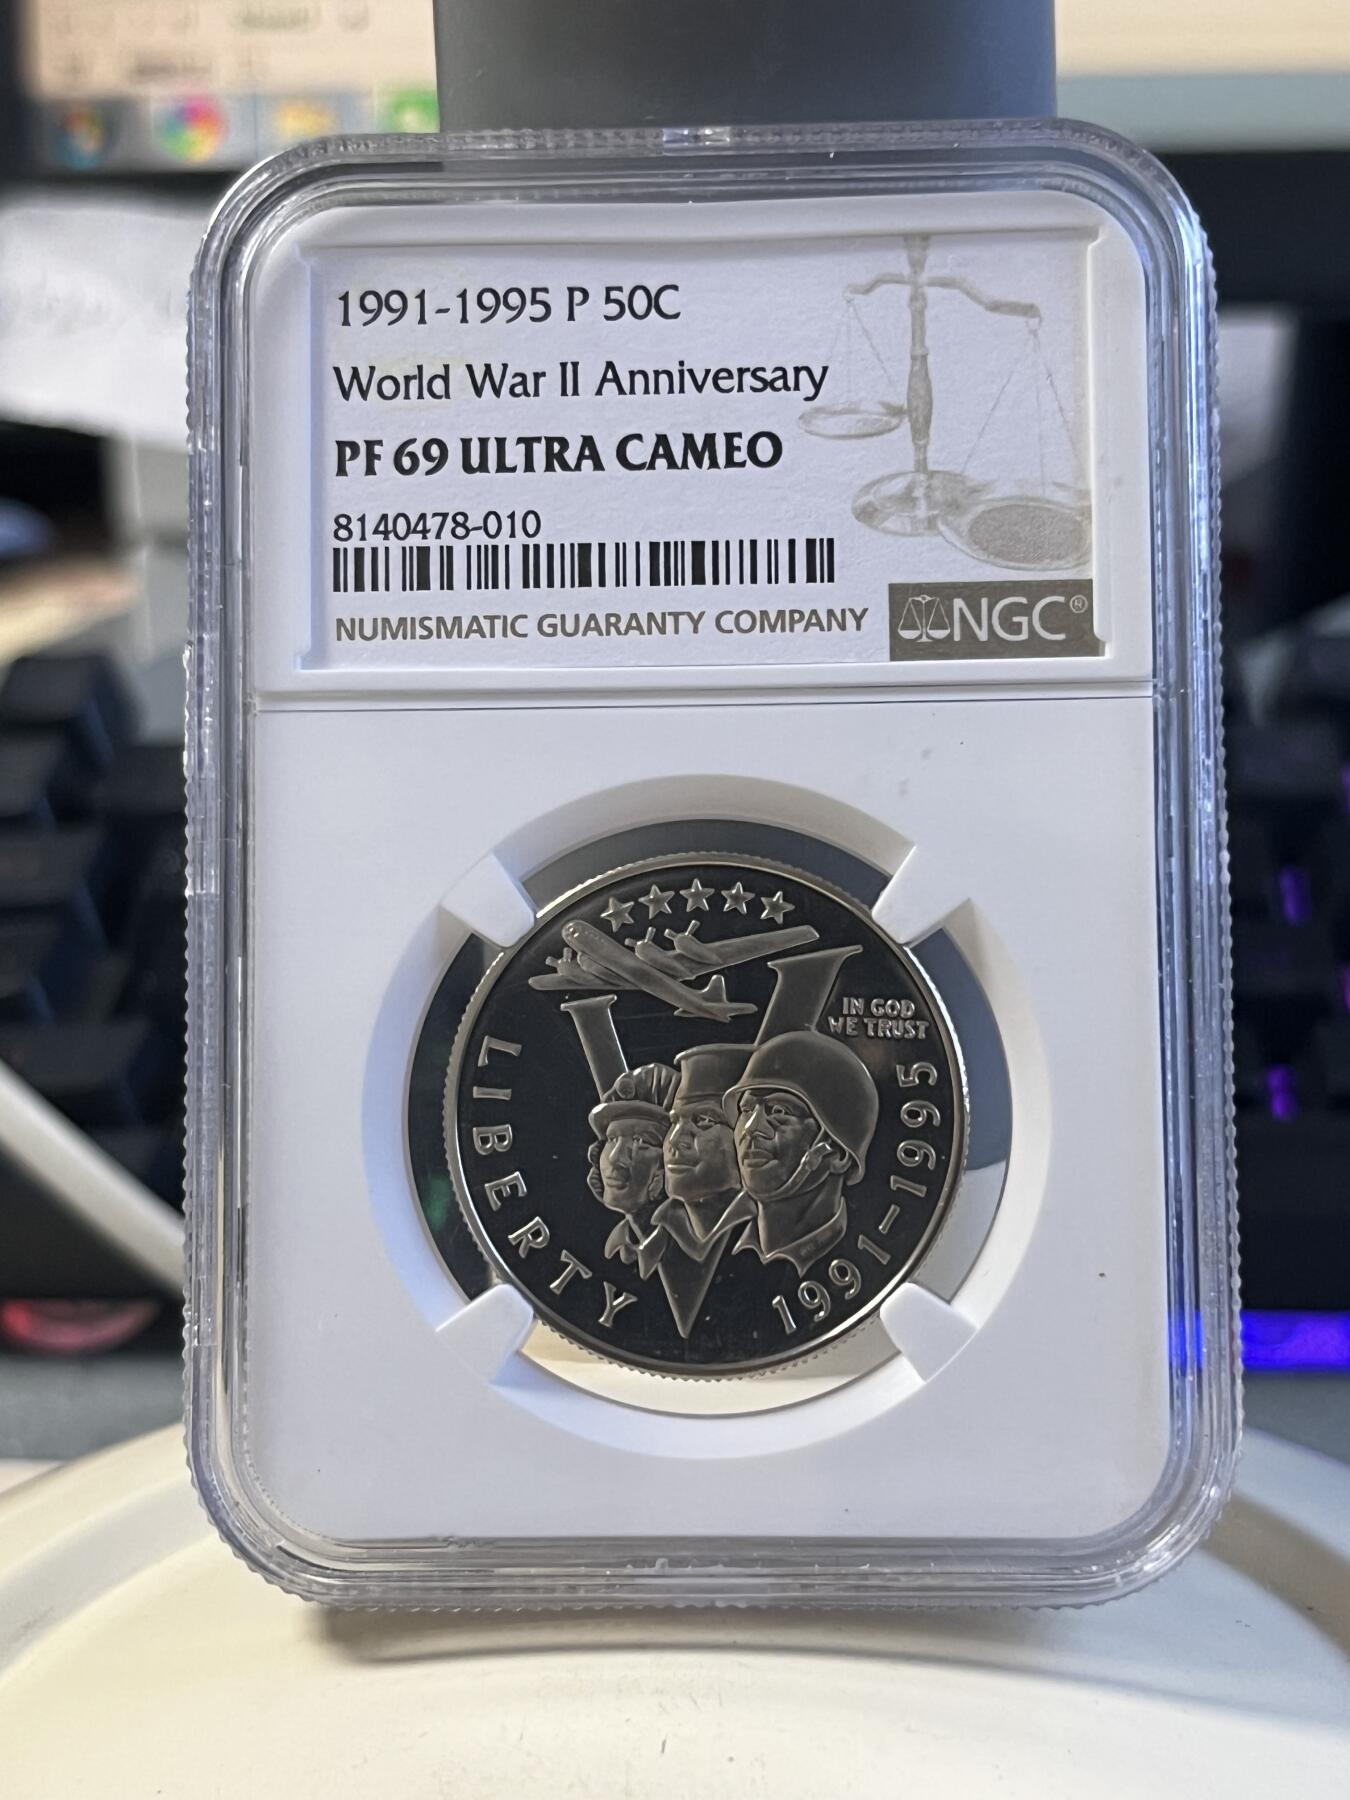 1991-1995 P 50C
World War II Anniversary
PF 69 ULTRA CAMEO
8140478-010
NUMISMATIC GUARANTY COMPANY
NGC®
IN GOD
WE TRUST
LIBERTY
1991-1995